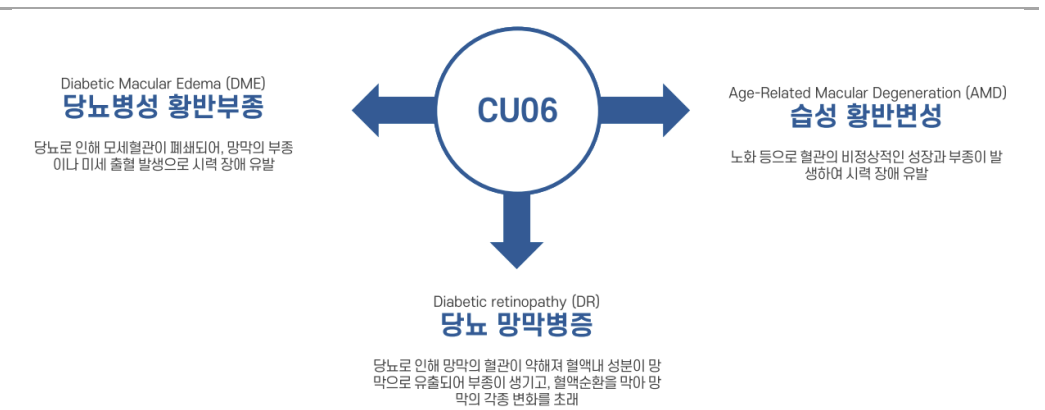 CU06
Diabetic Macular Edema (DME)
당뇨병성 황반부종
당뇨로 인해 모세혈관이 폐쇄되어, 망막의 부종
이나 미세 출혈 발생으로 시력 장애 유발
Age-Related Macular Degeneration (AMD)
습성 황반변성
노화 등으로 혈관의 비정상적인 성장과 부종이 발
생하여 시력 장애 유발
Diabetic retinopathy (DR)
당뇨 망막병증
당뇨로 인해 망막의 혈관이 약해져 혈액내 성분이 망
막으로 유출되어 부종이 생기고, 혈액순환을 막아 망
막의 각종 변화를 초래